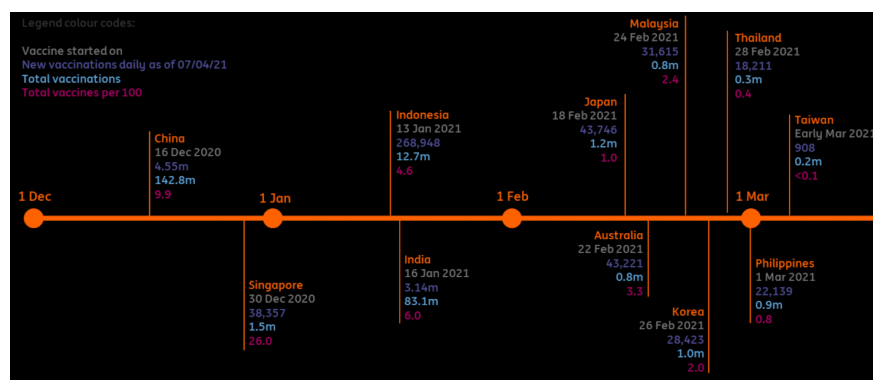 Legend colour codes:
Vaccine started on
New vaccinations daily as of 07/04/21
Total vaccinations
Total vaccines per 100
1 Dec
China
16 Dec 2020
4.55m
142.8m
9.9
Singapore
30 Dec 2020
38,357
1.5m
26.0
1 Jan
Indonesia
13 Jan 2021
268,948
12.7m
4.6
India
16 Jan 2021
3.14m
83.1m
6.0
1 Feb
Japan
18 Feb 2021
43,746
1.2m
1.0
Australia
22 Feb 2021
43,221
0.8m
3.3
Malaysia
24 Feb 2021
31,615
0.8m
2.4
Korea
26 Feb 2021
28,423
1.0m
2.0
Thailand
28 Feb 2021
18,211
0.3m
0.4
1 Mar
Philippines
1 Mar 2021
22,139
0.9m
0.8
Taiwan
Early Mar 2021
908
0.2m
<0.1